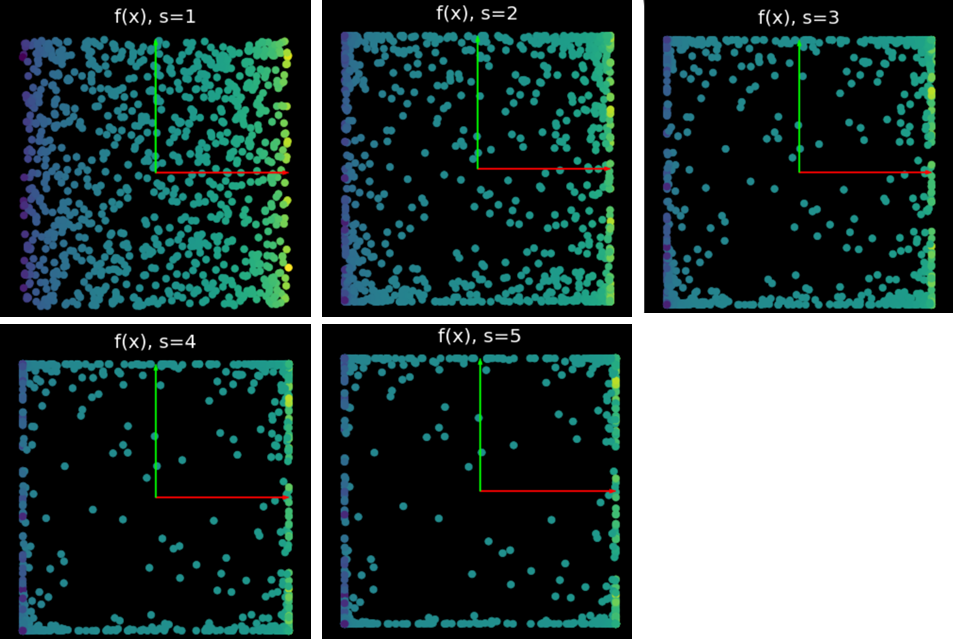 f(x), s=1
f(x), s=2
f(x), s=3
f(x), s=4
f(x), s=5